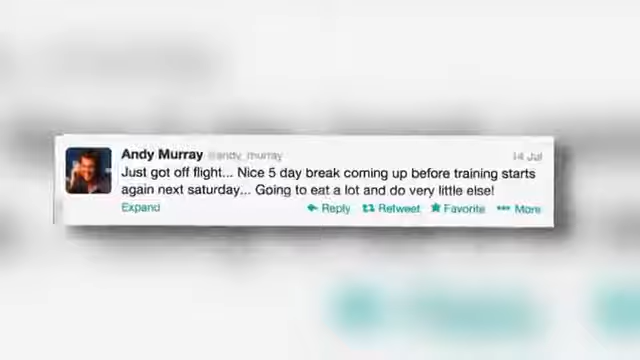 Andy Murray @andy_murray 14 Jul
Just got off flight... Nice 5 day break coming up before training starts
again next saturday... Going to eat a lot and do very little else!
Expand Reply Retweet Favorite More